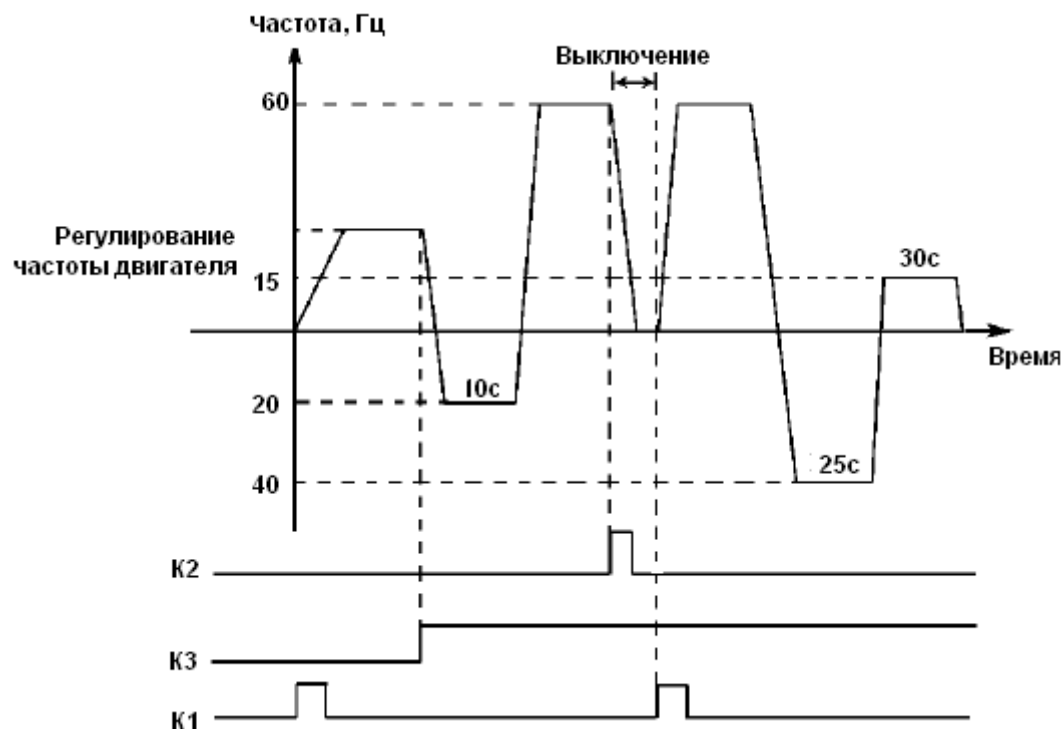 Частота, Гц
Выключение
60
Регулирование
частоты двигателя
15
30с
Время
10с
20
25с
40
К2
К3
К1